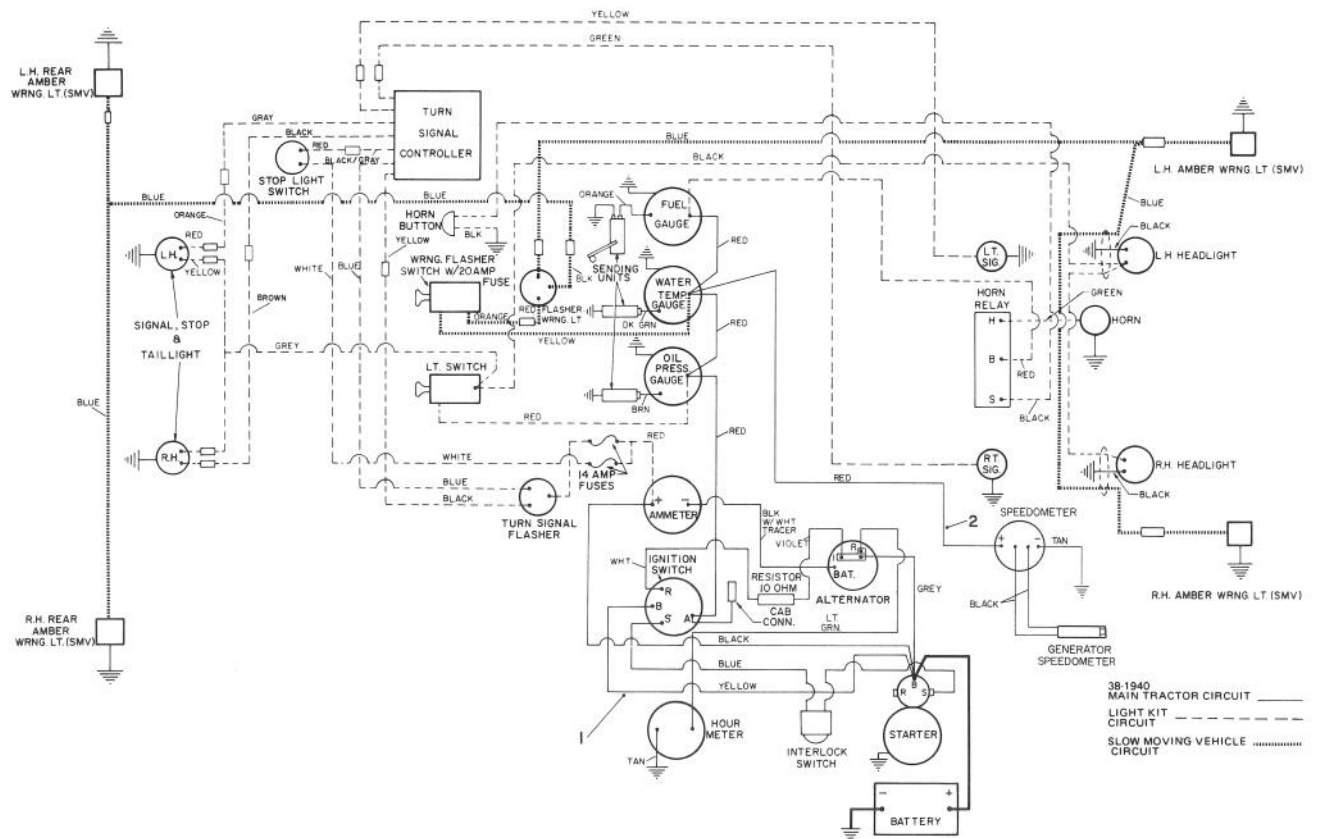 YELLOW
GREEN
L.H. REAR
AMBER
WRNG. LT. (SMV)
GRAY
BLACK
RED
BLACK/GRAY
TURN
SIGNAL
CONTROLLER
STOP LIGHT
SWITCH
BLUE
BLACK
L.H. AMBER WRNG. LT (SMV)
BLUE
BLUE
ORANGE
HORN
BUTTON
BLK
ORANGE
FUEL
GAUGE
BLUE
BLACK
L.H. HEADLIGHT
RED
L.H.
YELLOW
WHITE
BLUE
YELLOW
WRNG. FLASHER
SWITCH W/20 AMP
FUSE
BLK
SENDING
UNITS
RED
WATER
TEMP
GAUGE
LT.
SIG
HORN
RELAY
GREEN
H
HORN
BROWN
ORANGE
RED
FLASHER
WRNG. LT
DK GRN
YELLOW
RED
SIGNAL, STOP
&
TAILLIGHT
GREY
LT. SWITCH
OIL
PRESS
GAUGE
B
RED
BLUE
BRN
S
BLACK
RED
RED
R.H.
WHITE
RED
14 AMP
FUSES
RT.
SIG.
R.H. HEADLIGHT
BLACK
BLUE
BLACK
TURN SIGNAL
FLASHER
+ −
AMMETER
RED
BLK
W/WHT
TRACER
2
SPEEDOMETER
+ −
TAN
VIOLET
I R
BAT.
ALTERNATOR
WHT
IGNITION
SWITCH
R
B
S A
RESISTOR
10 OHM
CAB
CONN.
LT.
GRN.
GREY
BLACK
R.H. AMBER WRNG LT (SMV)
R.H. REAR
AMBER
WRNG. LT. (SMV)
BLACK
BLUE
YELLOW
1
GENERATOR
SPEEDOMETER
B
R S
STARTER
HOUR
METER
TAN
INTERLOCK
SWITCH
− +
BATTERY
38-1940
MAIN TRACTOR CIRCUIT
LIGHT KIT
CIRCUIT
SLOW MOVING VEHICLE
CIRCUIT